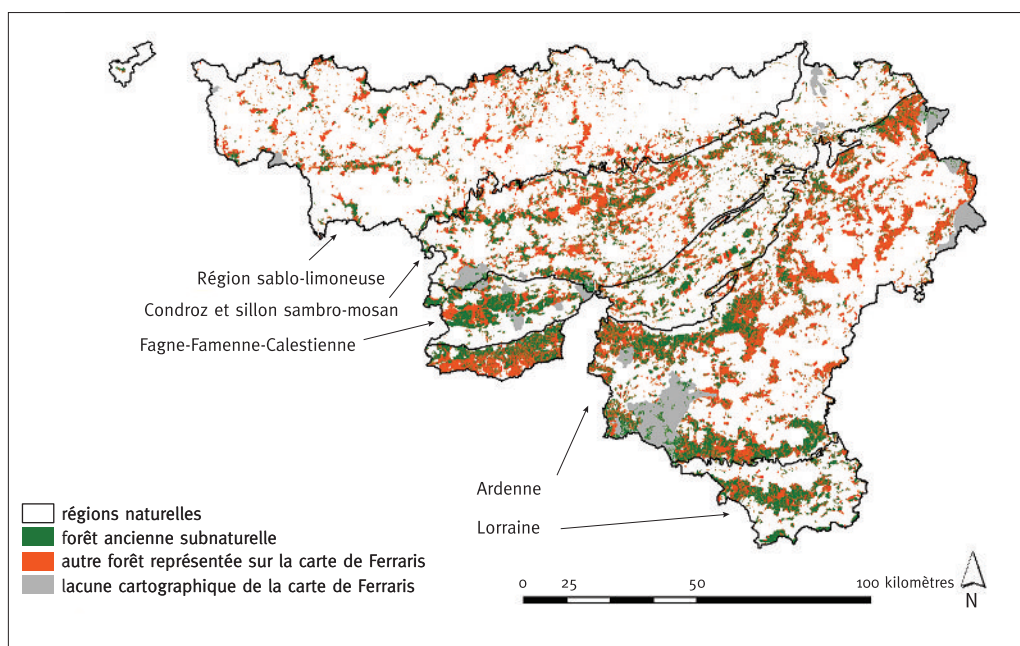 Région sablo-limoneuse
Condroz et sillon sambro-mosan
Fagne-Famenne-Calestienne
Ardenne
Lorraine
régions naturelles
forêt ancienne subnaturelle
autre forêt représentée sur la carte de Ferraris
lacune cartographique de la carte de Ferraris
0 25 50 100 kilomètres
N